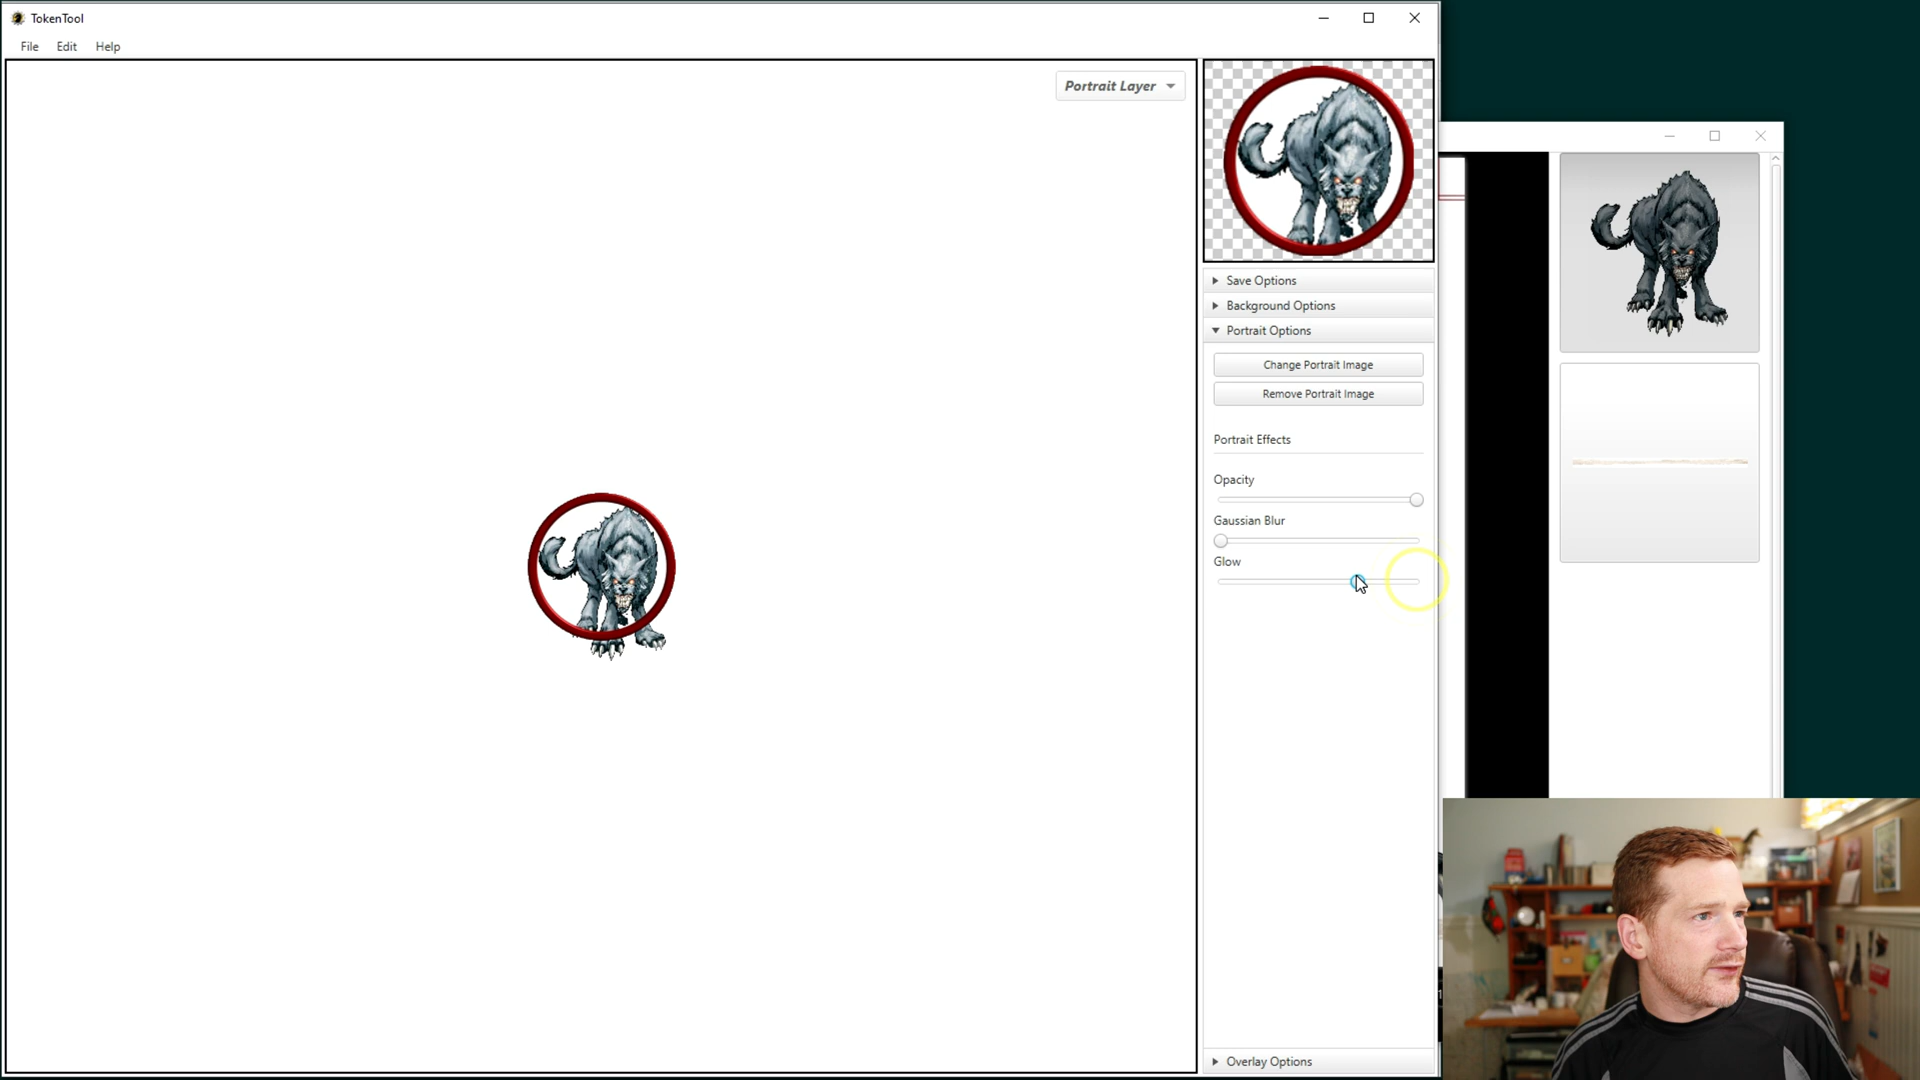 TokenTool
File Edit Help
Portrait Layer
Save Options
Background Options
Portrait Options
Change Portrait Image
Remove Portrait Image
Portrait Effects
Opacity
Gaussian Blur
Glow
Overlay Options